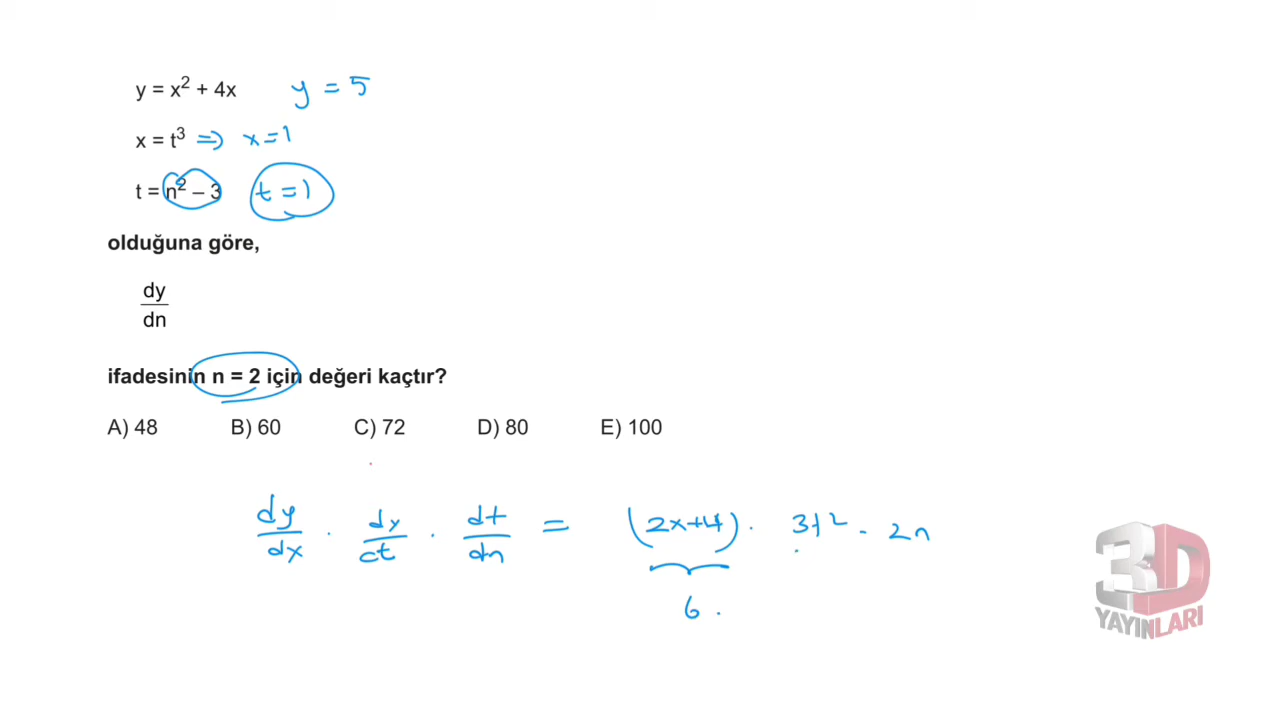 y = x² + 4x y = 5
x = t³ => x = 1
t = n² – 3 t = 1
olduğuna göre,
dy
dn
ifadesinin n = 2 için değeri kaçtır?
A) 48 B) 60 C) 72 D) 80 E) 100
dy/dx · dx/dt · dt/dn = (2x+4) · 3t² · 2n
6 ·
3D
YAYINLARI